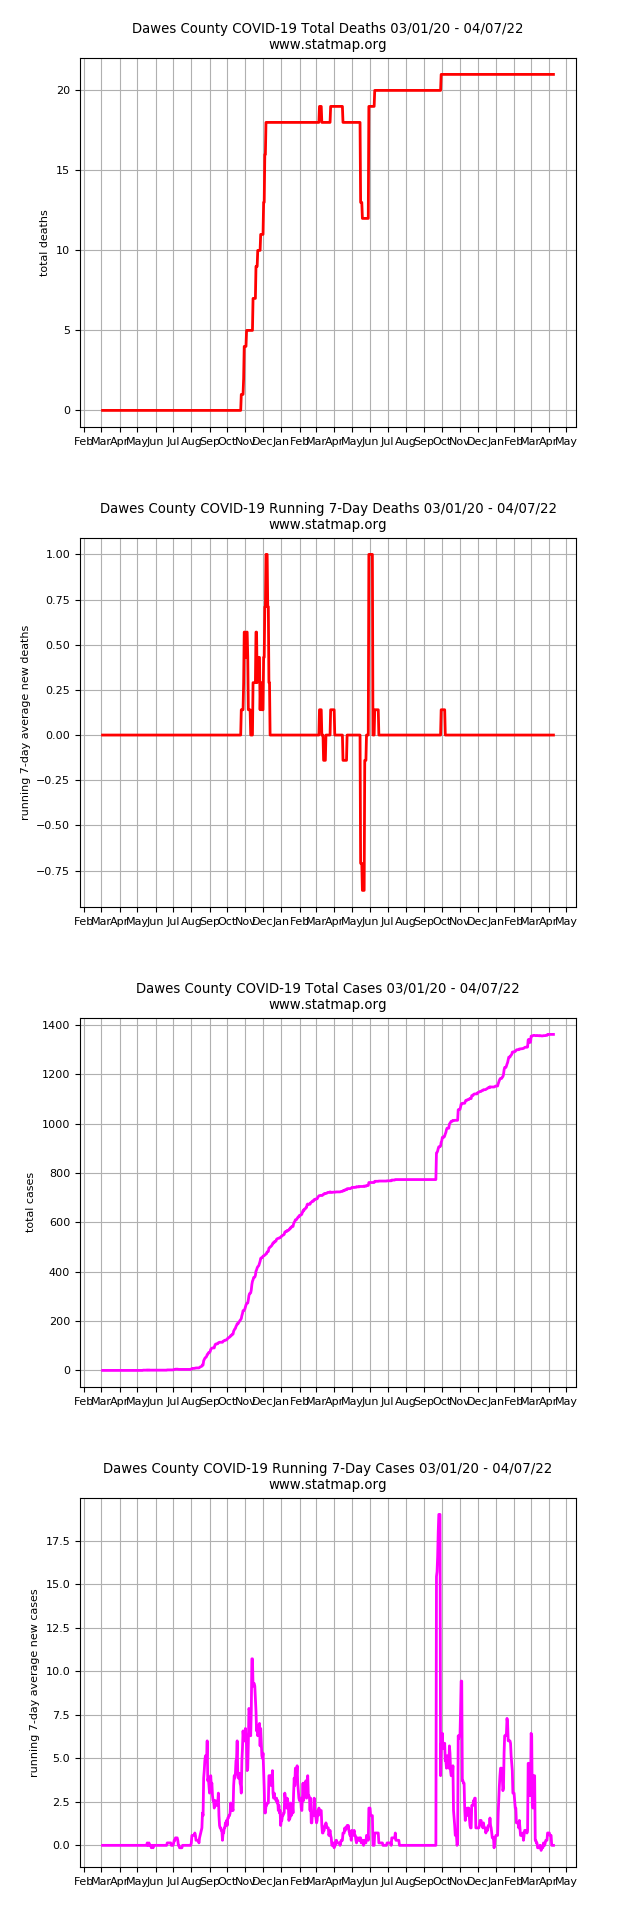 Dawes County COVID-19 Total Deaths 03/01/20 - 04/07/22
www.statmap.org
20
15
10
5
0
total deaths
Feb Mar Apr May Jun Jul Aug Sep Oct Nov Dec Jan Feb Mar Apr May Jun Jul Aug Sep Oct Nov Dec Jan Feb Mar Apr May
Dawes County COVID-19 Running 7-Day Deaths 03/01/20 - 04/07/22
www.statmap.org
1.00
0.75
0.50
0.25
0.00
−0.25
−0.50
−0.75
running 7-day average new deaths
Feb Mar Apr May Jun Jul Aug Sep Oct Nov Dec Jan Feb Mar Apr May Jun Jul Aug Sep Oct Nov Dec Jan Feb Mar Apr May
Dawes County COVID-19 Total Cases 03/01/20 - 04/07/22
www.statmap.org
1400
1200
1000
800
600
400
200
0
total cases
Feb Mar Apr May Jun Jul Aug Sep Oct Nov Dec Jan Feb Mar Apr May Jun Jul Aug Sep Oct Nov Dec Jan Feb Mar Apr May
Dawes County COVID-19 Running 7-Day Cases 03/01/20 - 04/07/22
www.statmap.org
17.5
15.0
12.5
10.0
7.5
5.0
2.5
0.0
running 7-day average new cases
Feb Mar Apr May Jun Jul Aug Sep Oct Nov Dec Jan Feb Mar Apr May Jun Jul Aug Sep Oct Nov Dec Jan Feb Mar Apr May